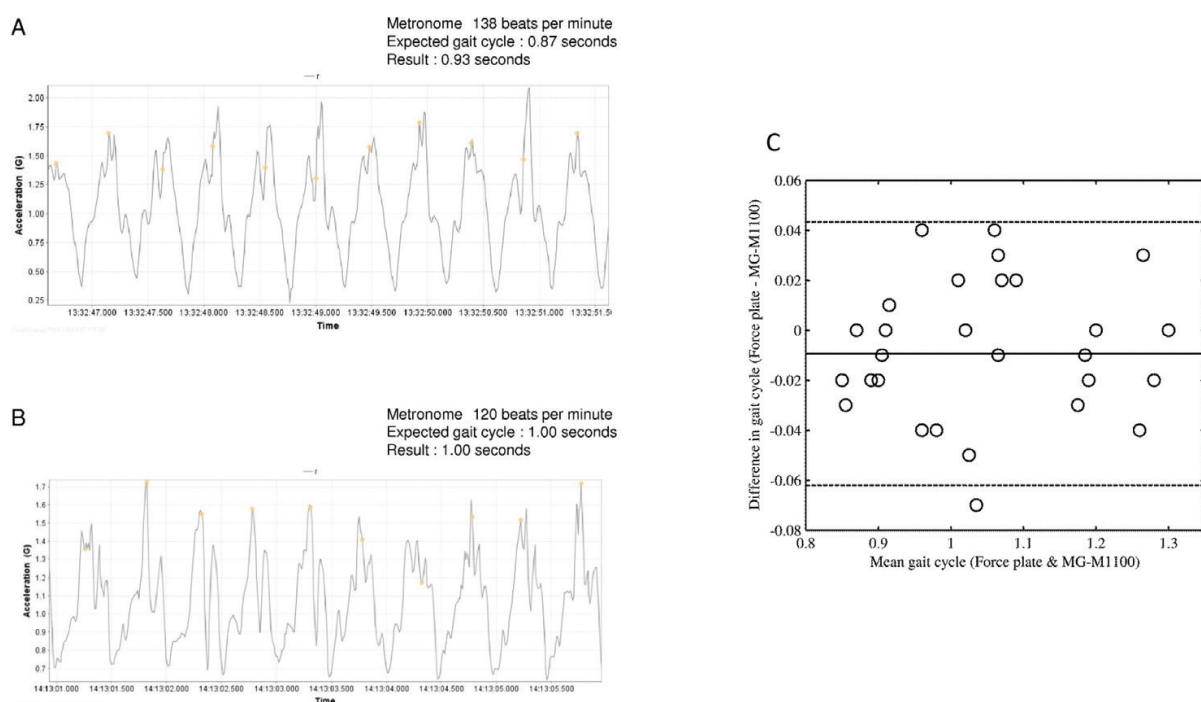 A
Metronome 138 beats per minute
Expected gait cycle : 0.87 seconds
Result : 0.93 seconds
r
2.00
1.75
1.50
1.25
1.00
0.75
0.50
0.25
Acceleration (G)
13:32:47.000 13:32:47.500 13:32:48.000 13:32:48.500 13:32:49.000 13:32:49.500 13:32:50.000 13:32:50.500 13:32:51.000 13:32:51.50
Time
B
Metronome 120 beats per minute
Expected gait cycle : 1.00 seconds
Result : 1.00 seconds
r
1.7
1.6
1.5
1.4
1.3
1.2
1.1
1.0
0.9
0.8
0.7
Acceleration (G)
14:13:01.000 14:13:01.500 14:13:02.000 14:13:02.500 14:13:03.000 14:13:03.500 14:13:04.000 14:13:04.500 14:13:05.000 14:13:05.500
Time
C
0.06
0.04
0.02
0
-0.02
-0.04
-0.06
-0.08
Difference in gait cycle (Force plate - MG-M1100)
0.8 0.9 1 1.1 1.2 1.3
Mean gait cycle (Force plate & MG-M1100)